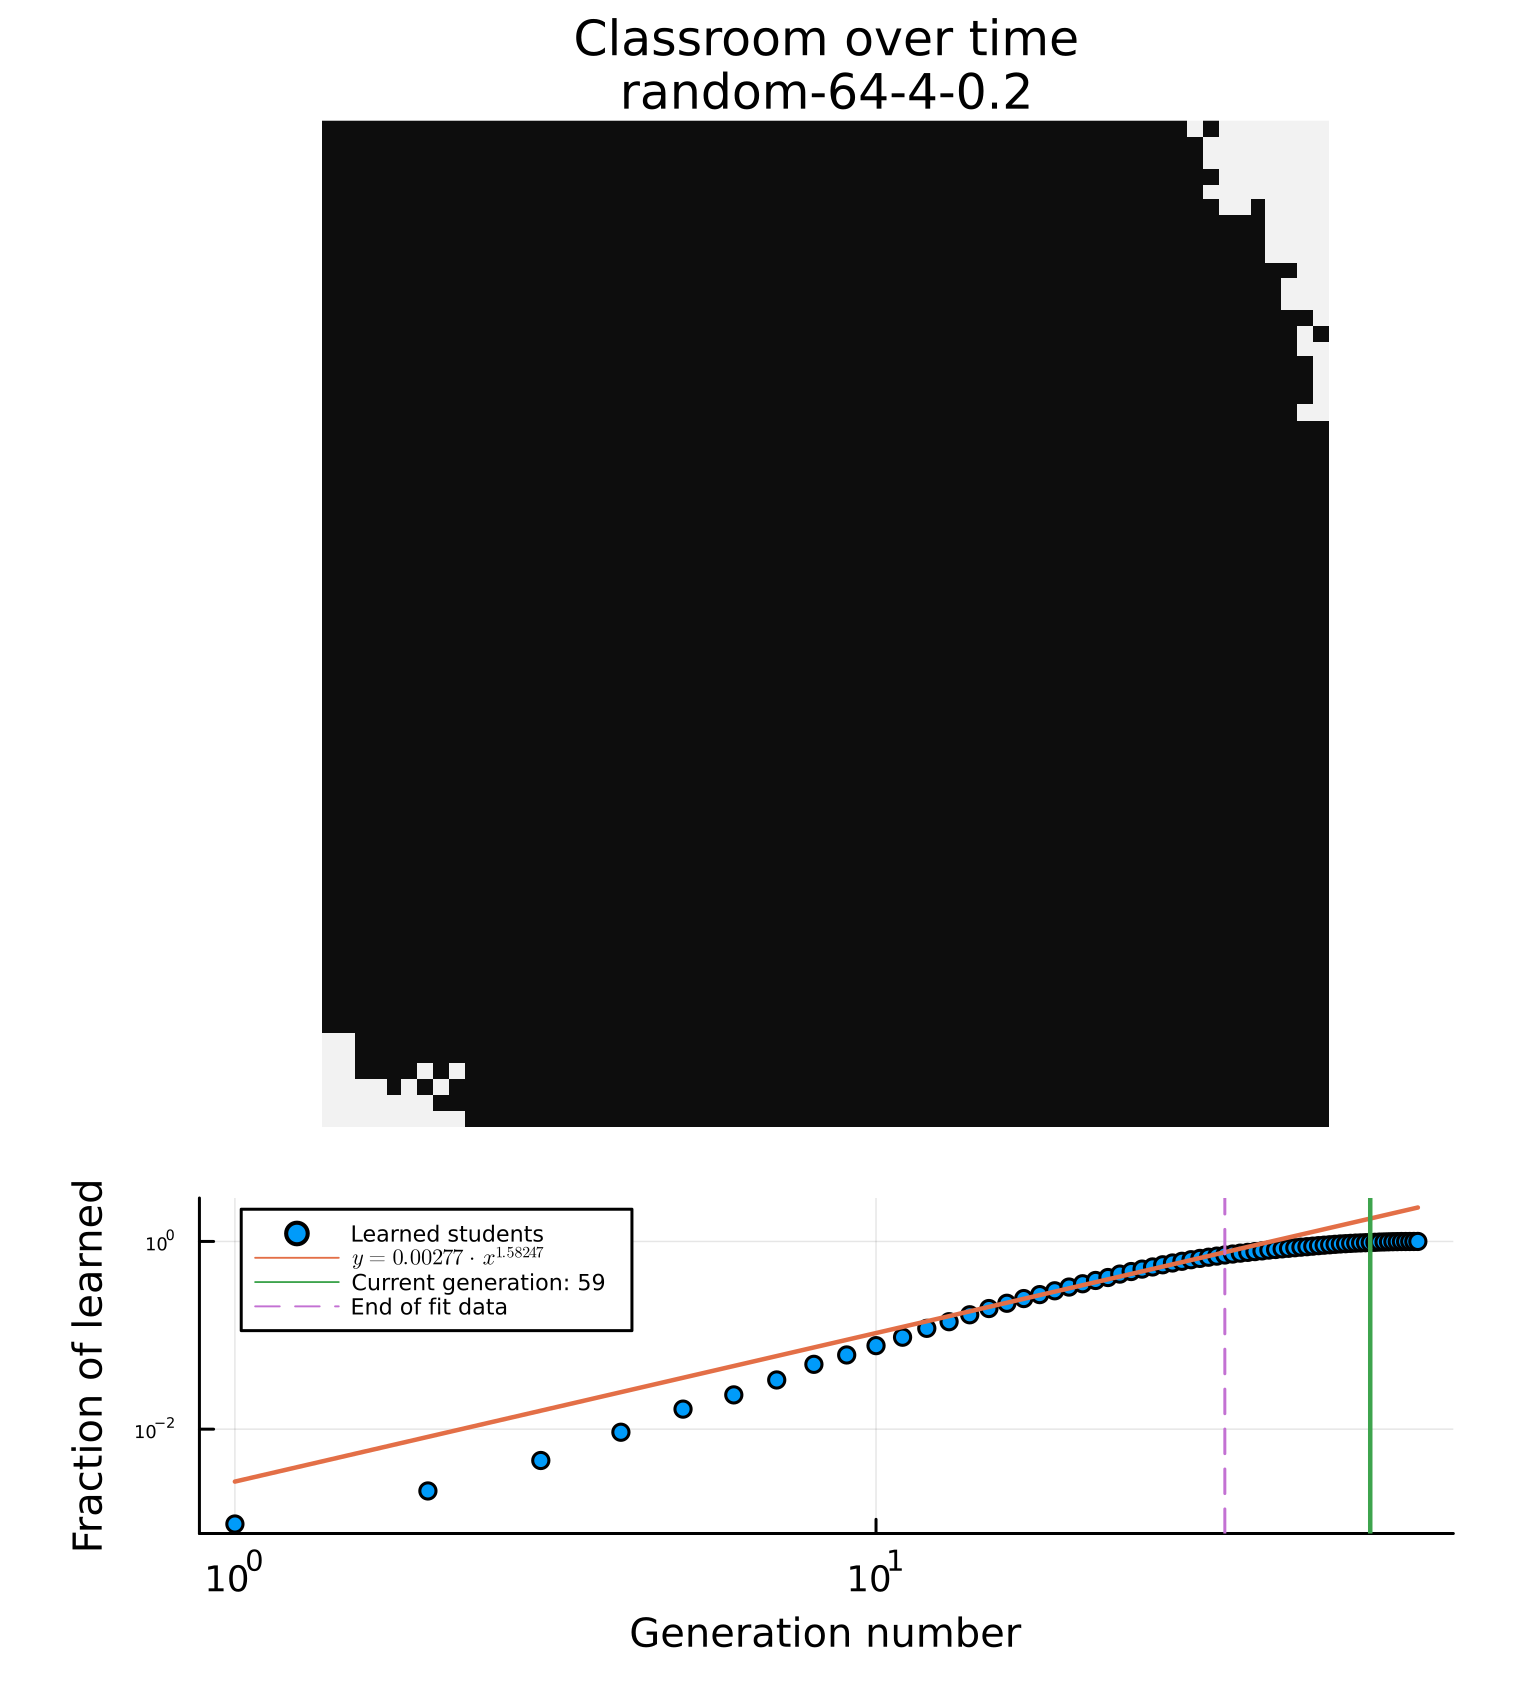 Classroom over time
random-64-4-0.2
Fraction of learned
10^0
10^−2
Learned students
y = 0.00277 · x^1.58247
Current generation: 59
End of fit data
10^0
10^1
Generation number